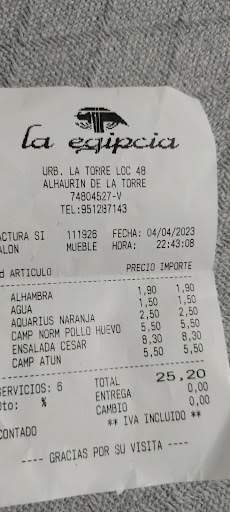 la egipcia
URB. LA TORRE LOC 48
ALHAURIN DE LA TORRE
74804527-V
TEL:951287143
ACTURA SI 111926 FECHA: 04/04/2023
ALON MUEBLE HORA: 22:43:08
d ARTICULO PRECIO IMPORTE
ALHAMBRA 1,90 1,90
AGUA 1,50 1,50
AQUARIUS NARANJA 2,50 2,50
CAMP NORM POLLO HUEVO 5,50 5,50
ENSALADA CESAR 8,30 8,30
CAMP ATUN 5,50 5,50
SERVICIOS: 6 TOTAL 25,20
Dto: % ENTREGA 0,00
CAMBIO 0,00
** IVA INCLUIDO **
CONTADO
---- GRACIAS POR SU VISITA ----